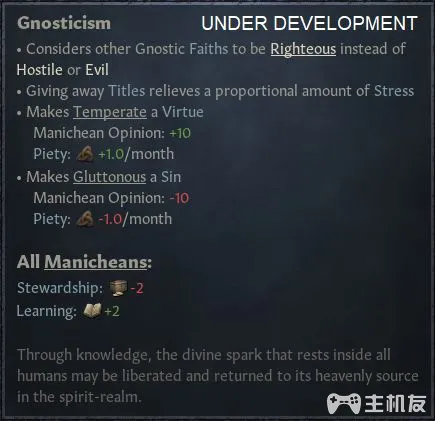 Gnosticism UNDER DEVELOPMENT
• Considers other Gnostic Faiths to be Righteous instead of
Hostile or Evil
• Giving away Titles relieves a proportional amount of Stress
• Makes Temperate a Virtue
Manichean Opinion: +10
Piety: +1.0/month
• Makes Gluttonous a Sin
Manichean Opinion: -10
Piety: -1.0/month
All Manicheans:
Stewardship: -2
Learning: +2
Through knowledge, the divine spark that rests inside all
humans may be liberated and returned to its heavenly source
in the spirit-realm.
主机友